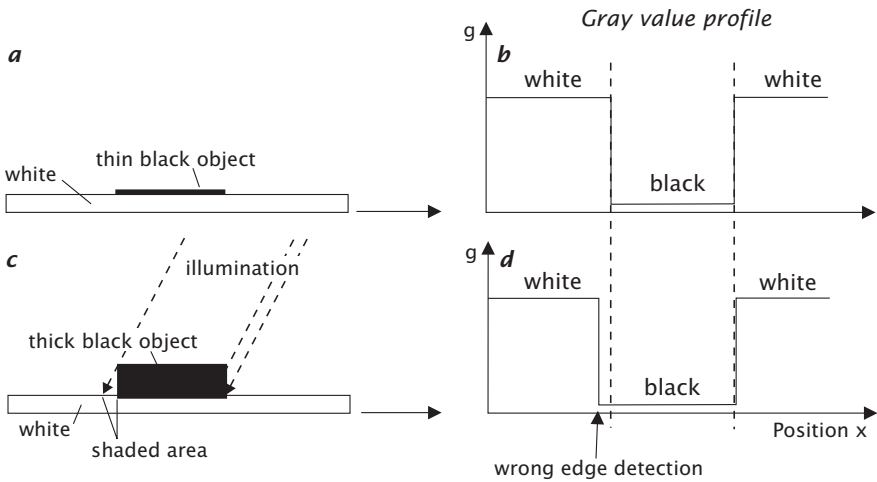 Gray value profile
a
thin black object
white
g
b
white
white
black
c
illumination
thick black object
white
shaded area
g
d
white
white
black
Position x
wrong edge detection